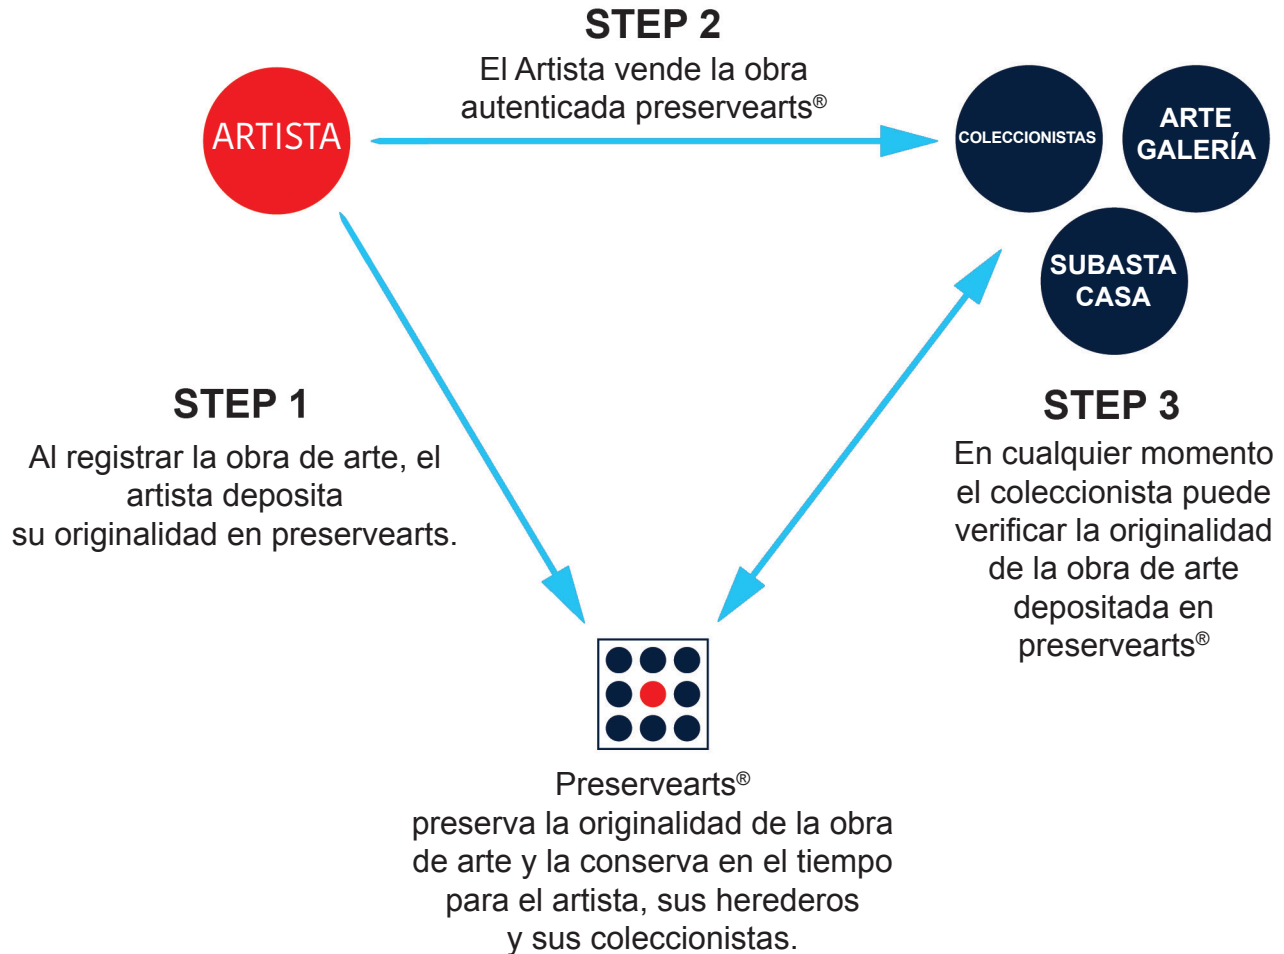 STEP 2
El Artista vende la obra
autenticada preservearts®
ARTISTA
COLECCIONISTAS
ARTE
GALERÍA
SUBASTA
CASA
STEP 1
Al registrar la obra de arte, el
artista deposita
su originalidad en preservearts.
STEP 3
En cualquier momento
el coleccionista puede
verificar la originalidad
de la obra de arte
depositada en
preservearts®
Preservearts®
preserva la originalidad de la obra
de arte y la conserva en el tiempo
para el artista, sus herederos
y sus coleccionistas.